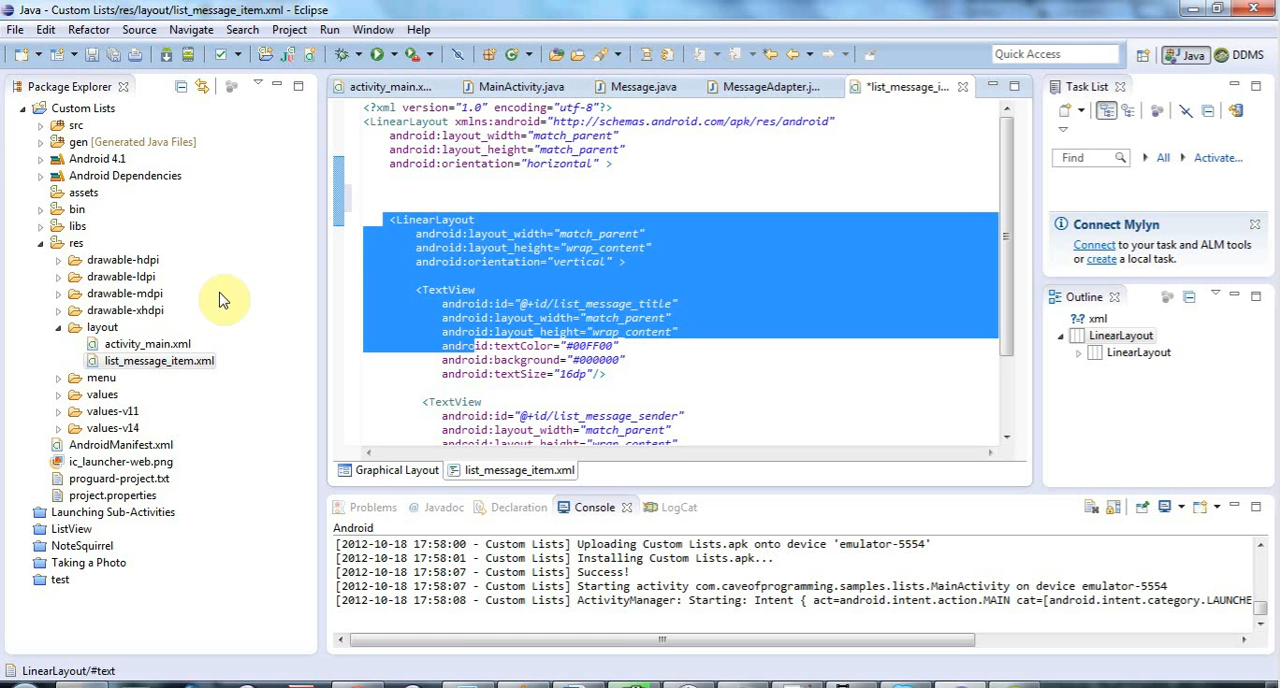 Java - Custom Lists/res/layout/list_message_item.xml - Eclipse
File Edit Refactor Source Navigate Search Project Run Window Help
Quick Access
Java
DDMS
Package Explorer
Custom Lists
src
gen [Generated Java Files]
Android 4.1
Android Dependencies
assets
bin
libs
res
drawable-hdpi
drawable-ldpi
drawable-mdpi
drawable-xhdpi
layout
activity_main.xml
list_message_item.xml
menu
values
values-v11
values-v14
AndroidManifest.xml
ic_launcher-web.png
proguard-project.txt
project.properties
Launching Sub-Activities
ListView
NoteSquirrel
Taking a Photo
test
activity_main.x... MainActivity.java Message.java MessageAdapter.j... *list_message_i...
<?xml version="1.0" encoding="utf-8"?>
<LinearLayout xmlns:android="http://schemas.android.com/apk/res/android"
android:layout_width="match_parent"
android:layout_height="match_parent"
android:orientation="horizontal" >
<LinearLayout
android:layout_width="match_parent"
android:layout_height="wrap_content"
android:orientation="vertical" >
<TextView
android:id="@+id/list_message_title"
android:layout_width="match_parent"
android:layout_height="wrap_content"
android:textColor="#00FF00"
android:background="#000000"
android:textSize="16dp"/>
<TextView
android:id="@+id/list_message_sender"
android:layout_width="match_parent"
android:layout_height="wrap_content"
Graphical Layout list_message_item.xml
Task List
Find
All
Activate...
Connect Mylyn
Connect to your task and ALM tools
or create a local task.
Outline
xml
LinearLayout
LinearLayout
Problems @ Javadoc Declaration Console LogCat
Android
[2012-10-18 17:58:00 - Custom Lists] Uploading Custom Lists.apk onto device 'emulator-5554'
[2012-10-18 17:58:01 - Custom Lists] Installing Custom Lists.apk...
[2012-10-18 17:58:07 - Custom Lists] Success!
[2012-10-18 17:58:07 - Custom Lists] Starting activity com.caveofprogramming.samples.lists.MainActivity on device emulator-5554
[2012-10-18 17:58:08 - Custom Lists] ActivityManager: Starting: Intent { act=android.intent.action.MAIN cat=[android.intent.category.LAUNCHE
LinearLayout/#text